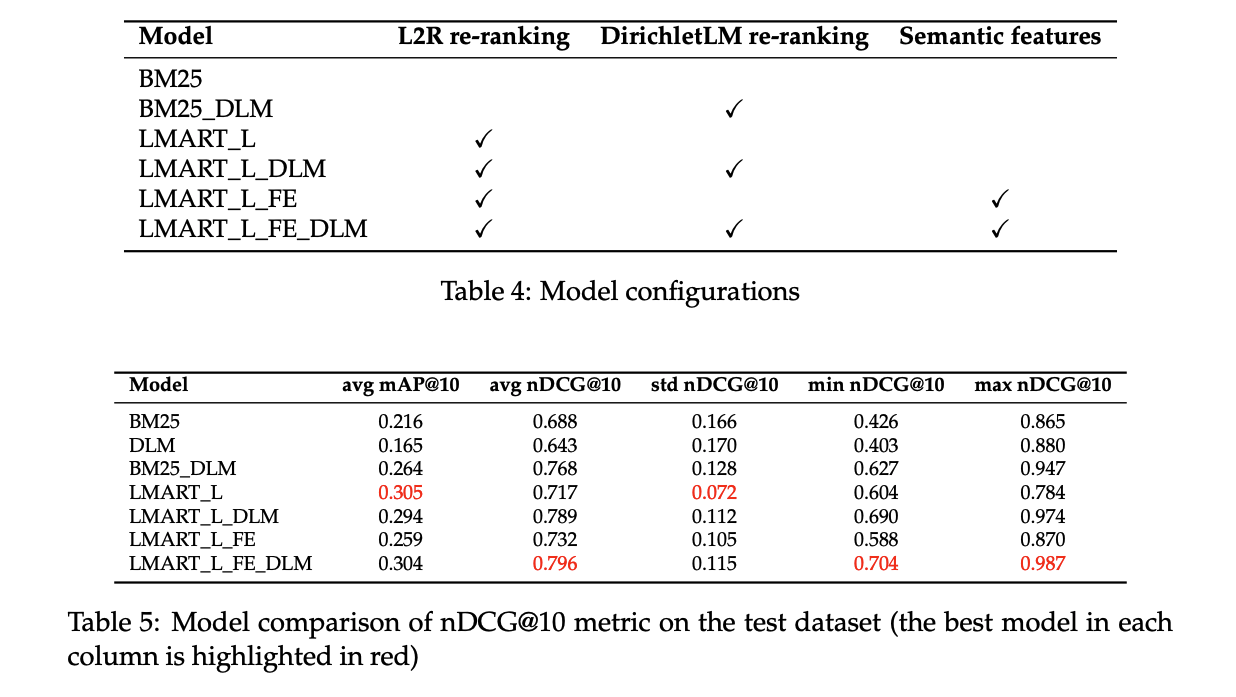 Model L2R re-ranking DirichletLM re-ranking Semantic features
BM25
BM25_DLM ✓
LMART_L ✓
LMART_L_DLM ✓ ✓
LMART_L_FE ✓ ✓
LMART_L_FE_DLM ✓ ✓ ✓
Table 4: Model configurations
Model avg mAP@10 avg nDCG@10 std nDCG@10 min nDCG@10 max nDCG@10
BM25 0.216 0.688 0.166 0.426 0.865
DLM 0.165 0.643 0.170 0.403 0.880
BM25_DLM 0.264 0.768 0.128 0.627 0.947
LMART_L 0.305 0.717 0.072 0.604 0.784
LMART_L_DLM 0.294 0.789 0.112 0.690 0.974
LMART_L_FE 0.259 0.732 0.105 0.588 0.870
LMART_L_FE_DLM 0.304 0.796 0.115 0.704 0.987
Table 5: Model comparison of nDCG@10 metric on the test dataset (the best model in each
column is highlighted in red)